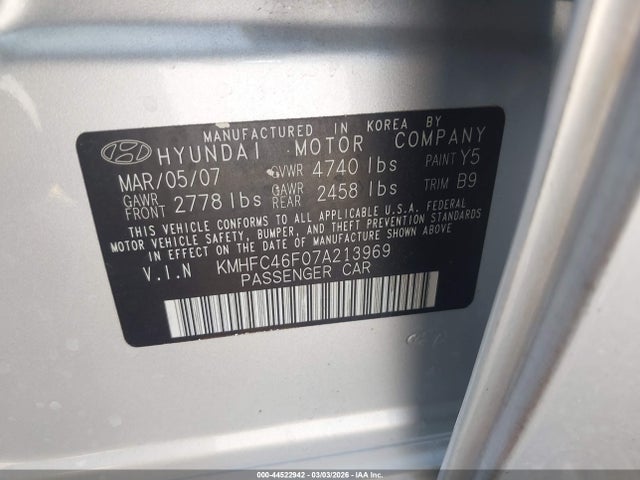 MANUFACTURED IN KOREA BY
HYUNDAI MOTOR COMPANY
MAR/05/07 GVWR 4740 lbs PAINT Y5
GAWR FRONT 2778 lbs GAWR REAR 2458 lbs TRIM B9
THIS VEHICLE CONFORMS TO ALL APPLICABLE U.S.A. FEDERAL
MOTOR VEHICLE SAFETY, BUMPER, AND THEFT PREVENTION STANDARDS
IN EFFECT ON THE DATE OF MANUFACTURE SHOWN ABOVE
V.I.N KMHFC46F07A213969
PASSENGER CAR
000-44522942 - 03/03/2026 - IAA Inc.